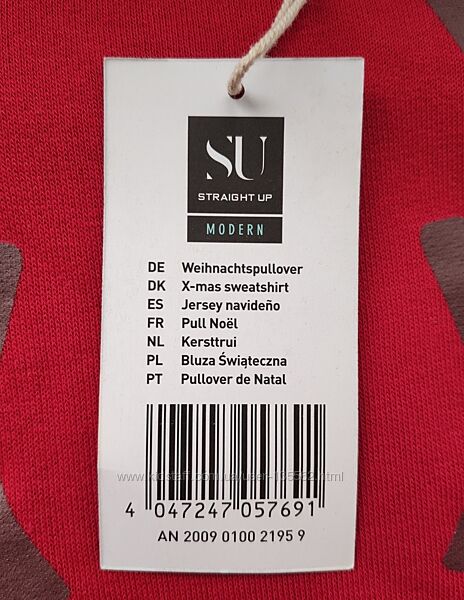 SU
STRAIGHT UP
MODERN
DE Weihnachtspullover
DK X-mas sweatshirt
ES Jersey navideño
FR Pull Noël
NL Kersttrui
PL Bluza Świąteczna
PT Pullover de Natal
4 047247 057691
AN 2009 0100 2195 9